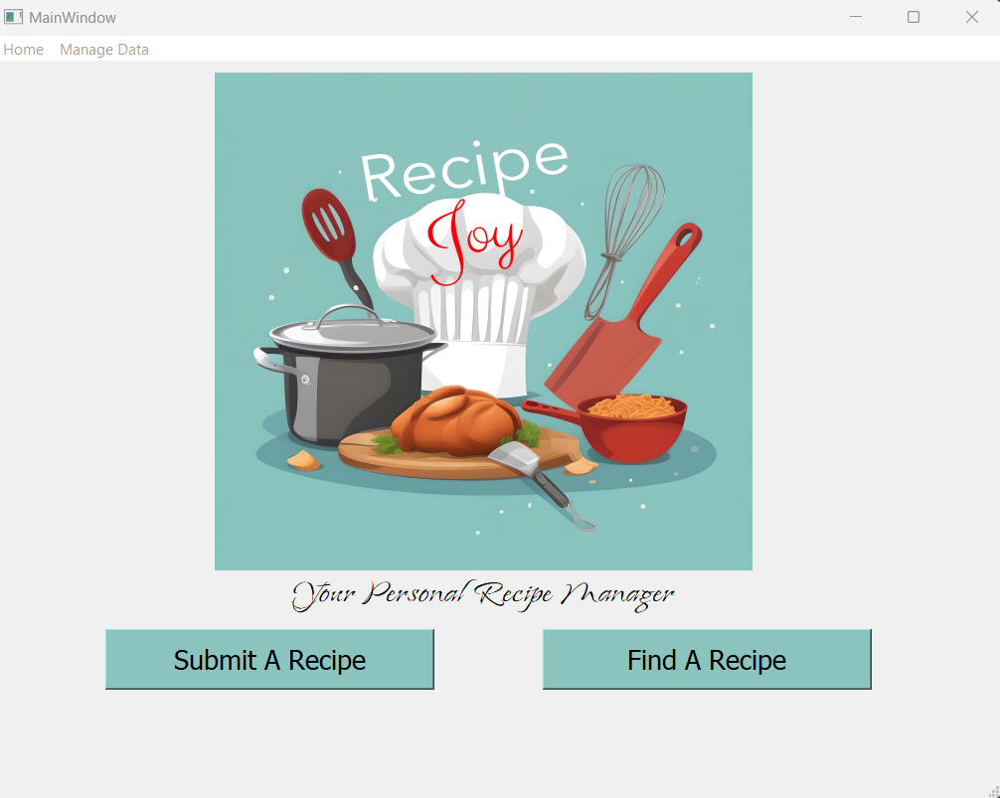 MainWindow
Home Manage Data
Recipe
Joy
Your Personal Recipe Manager
Submit A Recipe Find A Recipe